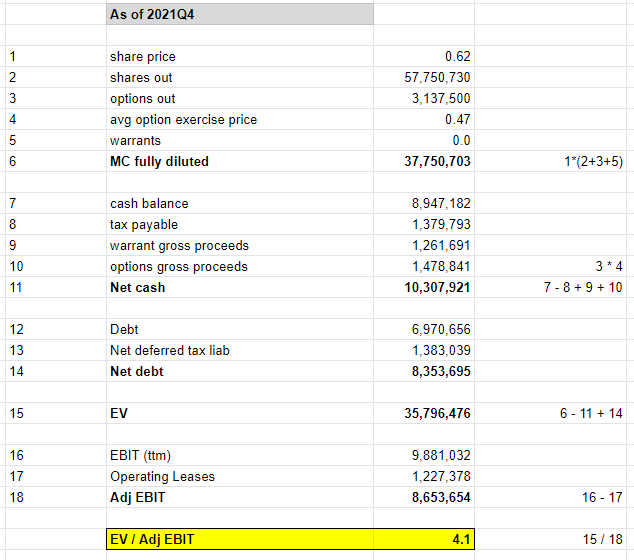 As of 2021Q4
1 share price 0.62
2 shares out 57,750,730
3 options out 3,137,500
4 avg option exercise price 0.47
5 warrants 0.0
6 MC fully diluted 37,750,703 1*(2+3+5)
7 cash balance 8,947,182
8 tax payable 1,379,793
9 warrant gross proceeds 1,261,691
10 options gross proceeds 1,478,841 3 * 4
11 Net cash 10,307,921 7 - 8 + 9 + 10
12 Debt 6,970,656
13 Net deferred tax liab 1,383,039
14 Net debt 8,353,695
15 EV 35,796,476 6 - 11 + 14
16 EBIT (ttm) 9,881,032
17 Operating Leases 1,227,378
18 Adj EBIT 8,653,654 16 - 17
EV / Adj EBIT 4.1 15 / 18